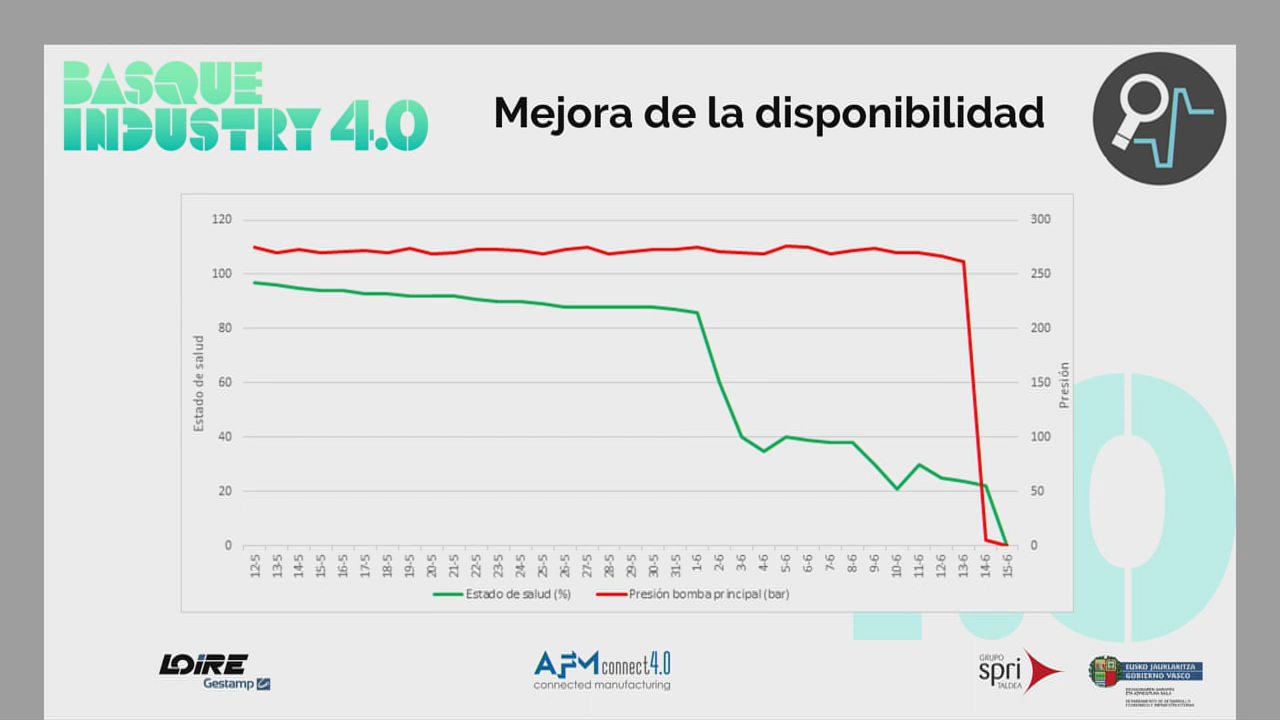 BASQUE
INDUSTRY 4.0
Mejora de la disponibilidad
120
100
80
60
40
20
0
Estado de salud
300
250
200
150
100
50
0
Presión
12-5 13-5 14-5 15-5 16-5 17-5 18-5 19-5 20-5 21-5 22-5 23-5 24-5 25-5 26-5 27-5 28-5 29-5 30-5 31-5 1-6 2-6 3-6 4-6 5-6 6-6 7-6 8-6 9-6 10-6 11-6 12-6 13-6 14-6 15-6
Estado de salud (%) Presión bomba principal (bar)
LOIRE
Gestamp
AFM connect4.0
connected manufacturing
GRUPO
spri
TALDEA
EUSKO JAURLARITZA
GOBIERNO VASCO